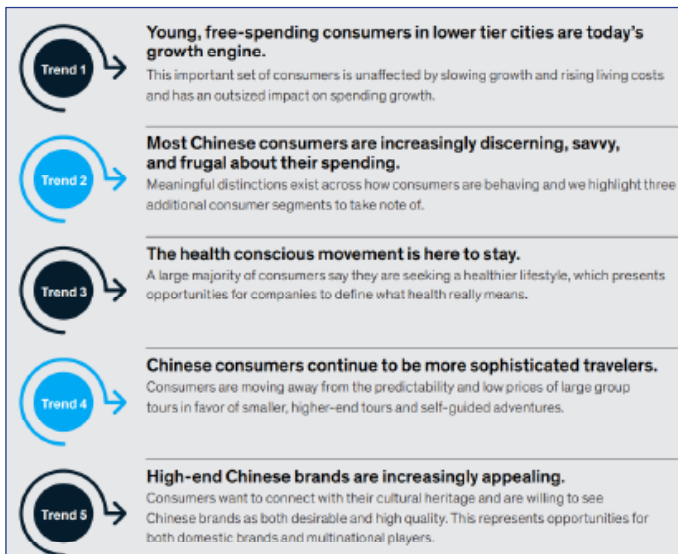 Trend 1
Young, free-spending consumers in lower tier cities are today's
growth engine.
This important set of consumers is unaffected by slowing growth and rising living costs
and has an outsized impact on spending growth.
Trend 2
Most Chinese consumers are increasingly discerning, savvy,
and frugal about their spending.
Meaningful distinctions exist across how consumers are behaving and we highlight three
additional consumer segments to take note of.
Trend 3
The health conscious movement is here to stay.
A large majority of consumers say they are seeking a healthier lifestyle, which presents
opportunities for companies to define what health really means.
Trend 4
Chinese consumers continue to be more sophisticated travelers.
Consumers are moving away from the predictability and low prices of large group
tours in favor of smaller, higher-end tours and self-guided adventures.
Trend 5
High-end Chinese brands are increasingly appealing.
Consumers want to connect with their cultural heritage and are willing to see
Chinese brands as both desirable and high quality. This represents opportunities for
both domestic brands and multinational players.